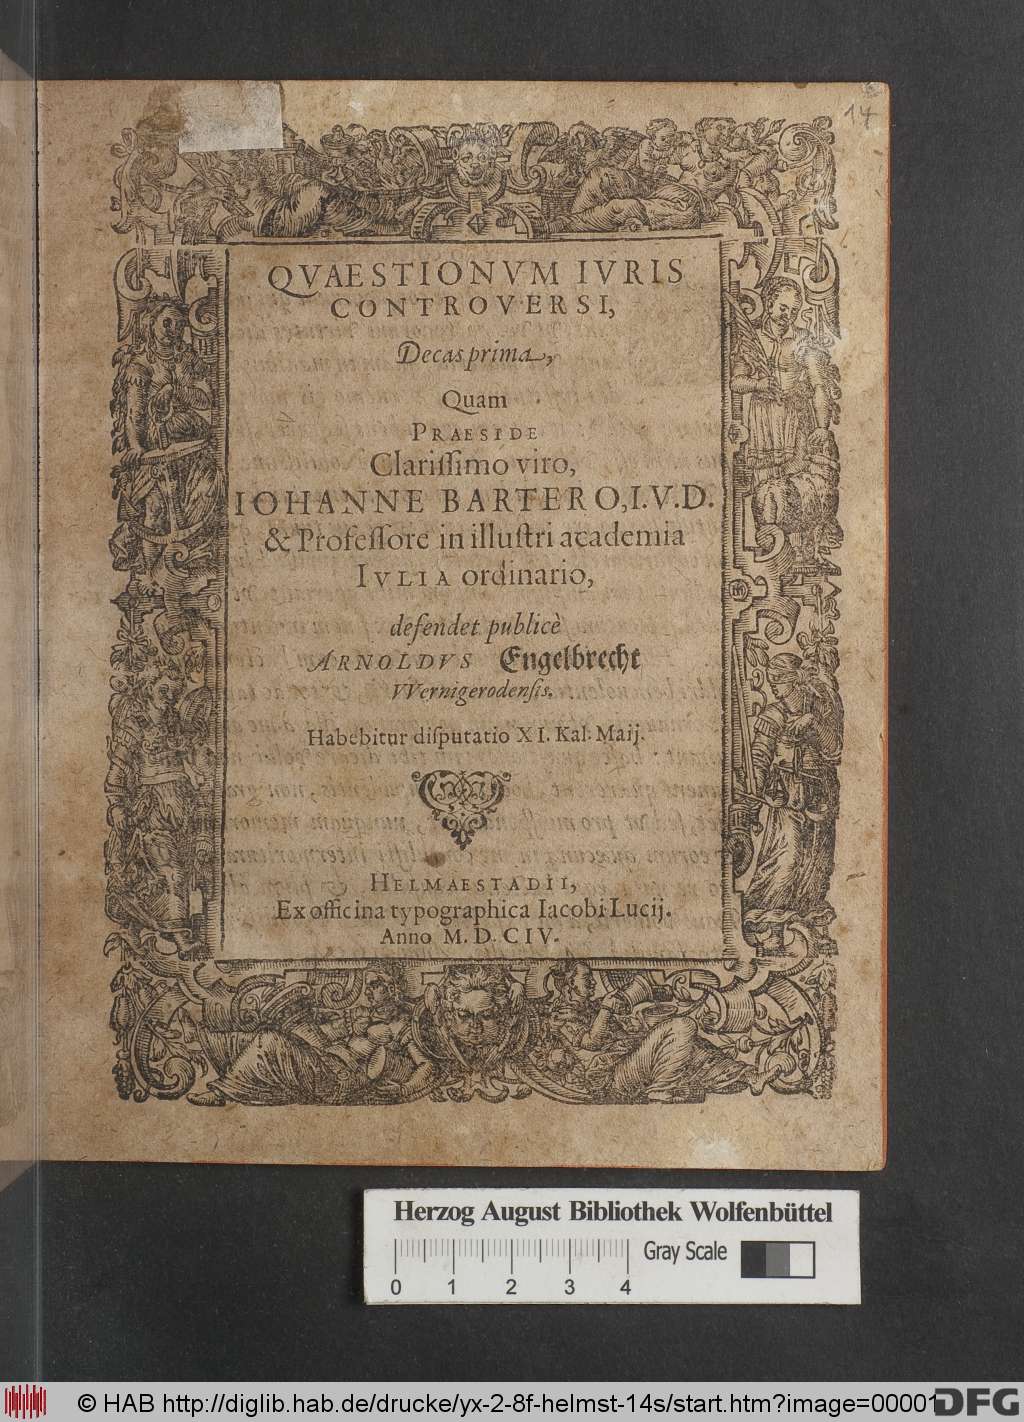 14
QVAESTIONVM IVRIS
CONTROVERSI,
Decas prima,
Quam
PRAESIDE
Clarissimo viro,
IOHANNE BARTERO, I.V.D.
& Professore in illustri academia
IVLIA ordinario,
defendet publicè
ARNOLDVS Engelbrecht
VVernigerodensis.
Habebitur disputatio XI. Kal. Maij.
HELMAESTADII,
Ex officina typographica Iacobi Lucij.
Anno M. D. CIV.
Herzog August Bibliothek Wolfenbüttel
Gray Scale
0 1 2 3 4
© HAB http://diglib.hab.de/drucke/yx-2-8f-helmst-14s/start.htm?image=00001
DFG